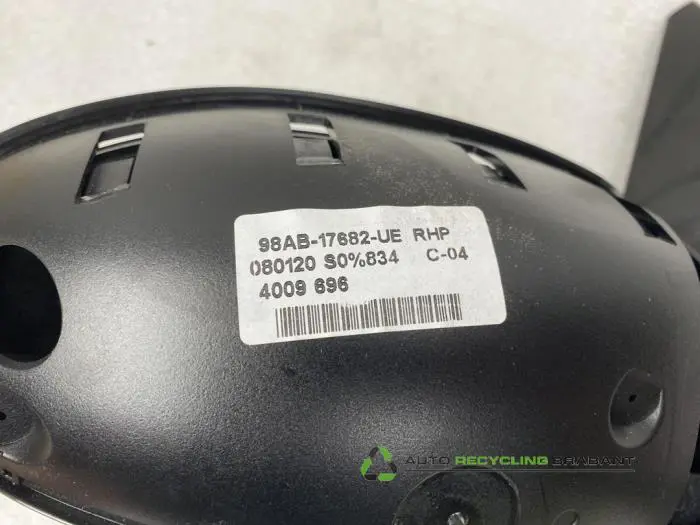 98AB-17682-UE RHP
080120 S0%834 C-04
4009 696
AUTO RECYCLING BRABANT